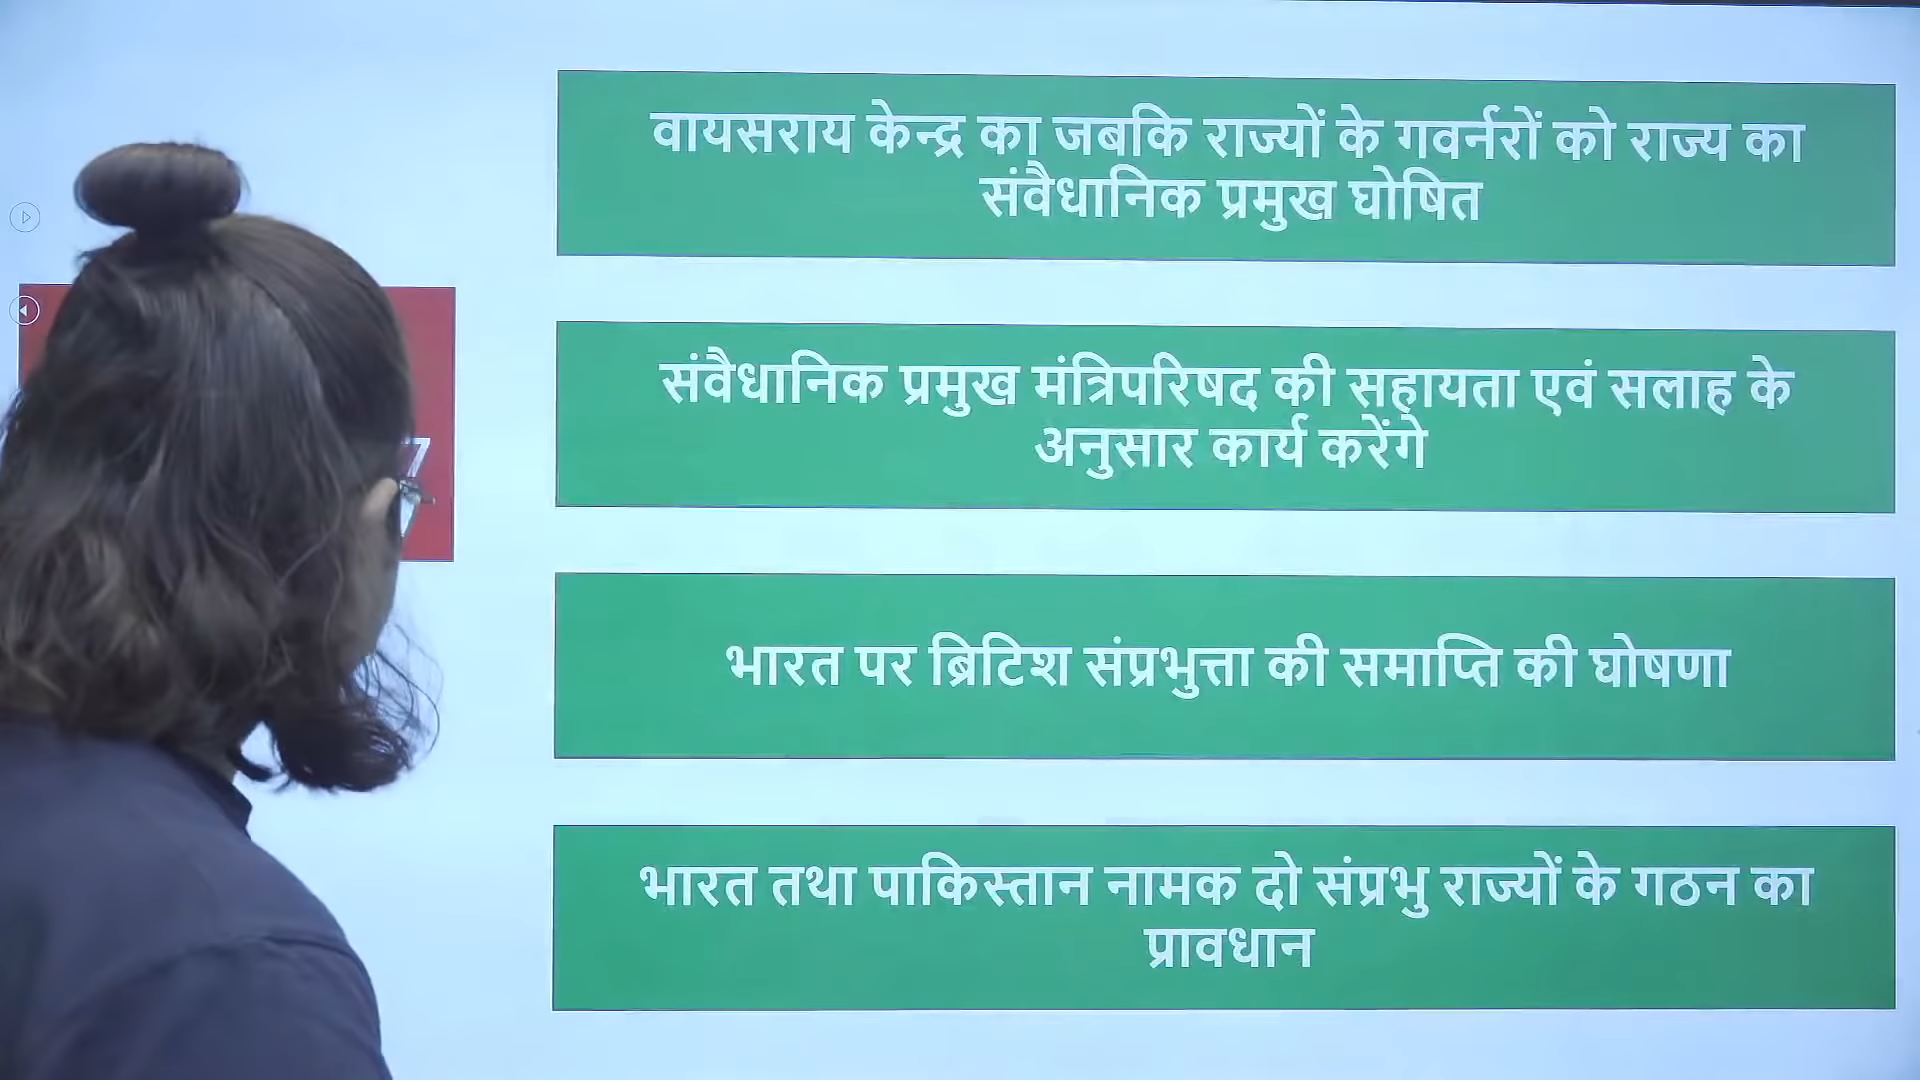 वायसराय केन्द्र का जबकि राज्यों के गवर्नरों को राज्य का
संवैधानिक प्रमुख घोषित
संवैधानिक प्रमुख मंत्रिपरिषद की सहायता एवं सलाह के
अनुसार कार्य करेंगे
भारत पर ब्रिटिश संप्रभुत्ता की समाप्ति की घोषणा
भारत तथा पाकिस्तान नामक दो संप्रभु राज्यों के गठन का
प्रावधान